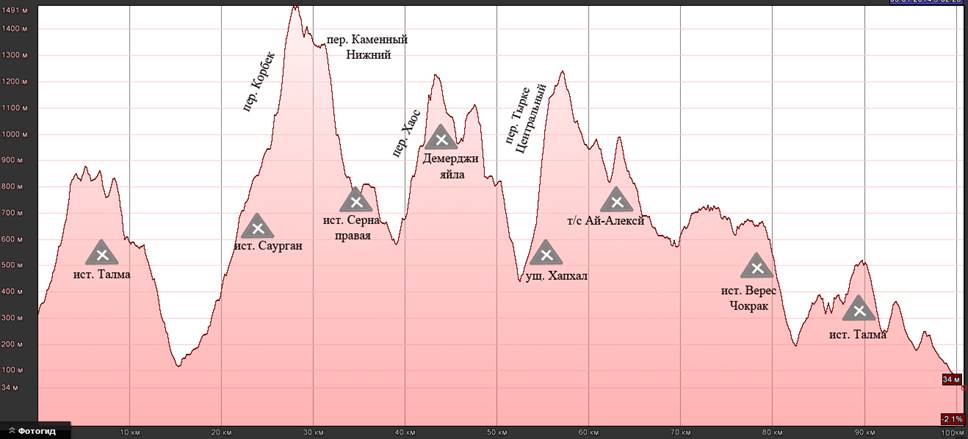 1491 м
1400 м
1300 м
1200 м
1100 м
1000 м
900 м
800 м
700 м
600 м
500 м
400 м
300 м
200 м
100 м
34 м
пер. Корбек
пер. Каменный
Нижний
пер. Хаос
пер. Тырке
Центральный
Демерджи
яйла
ист. Талма
ист. Саурган
ист. Серна
правая
ущ. Хапхал
т/с Ай-Алексй
ист. Верес
Чокрак
ист. Талма
34 м
-2.1%
Фотогид
10 км
20 км
30 км
40 км
50 км
60 км
70 км
80 км
90 км
100 км